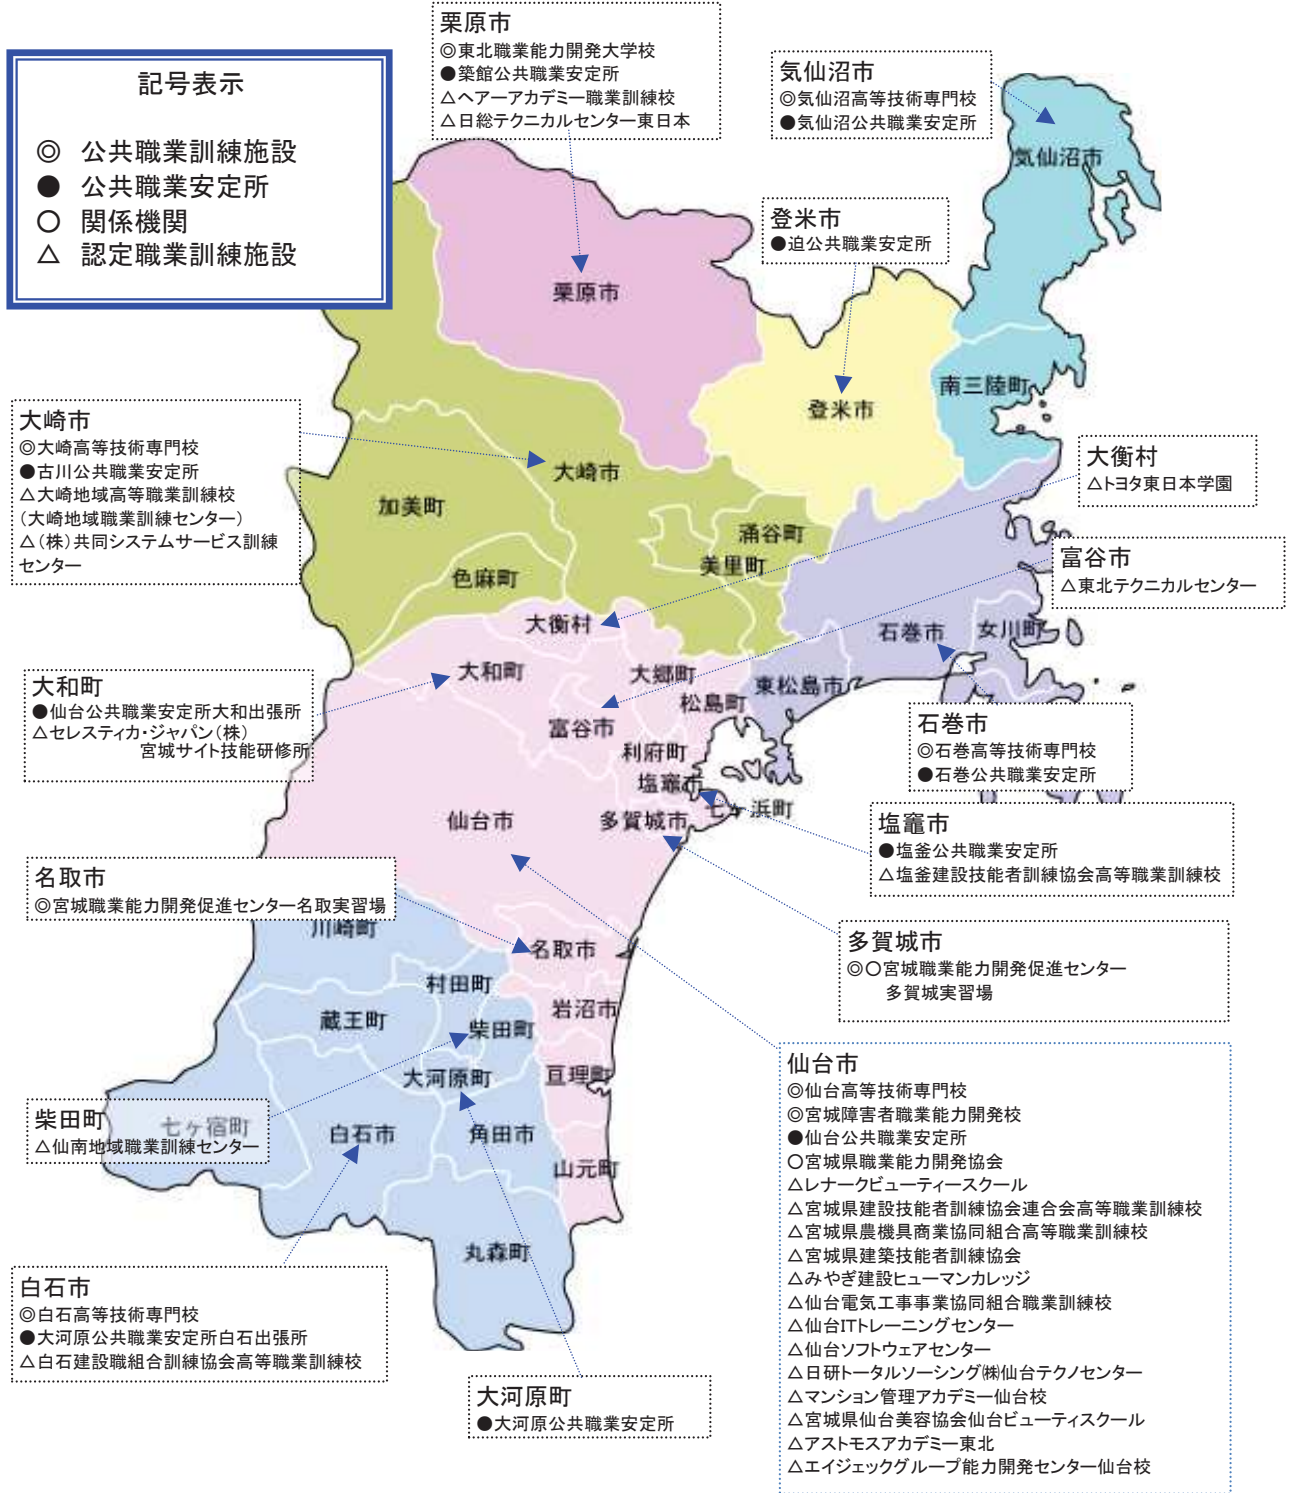 記号表示
◎ 公共職業訓練施設
● 公共職業安定所
○ 関係機関
△ 認定職業訓練施設
栗原市
◎東北職業能力開発大学校
●築館公共職業安定所
△ヘアーアカデミー職業訓練校
△日総テクニカルセンター東日本
気仙沼市
◎気仙沼高等技術専門校
●気仙沼公共職業安定所
登米市
●迫公共職業安定所
気仙沼市
栗原市
南三陸町
登米市
大崎市
◎大崎高等技術専門校
●古川公共職業安定所
△大崎地域高等職業訓練校
(大崎地域職業訓練センター)
△(株)共同システムサービス訓練
センター
大衡村
△トヨタ東日本学園
富谷市
△東北テクニカルセンター
大崎市
加美町
涌谷町
美里町
色麻町
大衡村
石巻市
女川町
大和町
大郷町
東松島市
松島町
富谷市
利府町
塩竈市
七ヶ浜町
仙台市
多賀城市
大和町
●仙台公共職業安定所大和出張所
△セレスティカ・ジャパン(株)
宮城サイト技能研修所
石巻市
◎石巻高等技術専門校
●石巻公共職業安定所
塩竈市
●塩釜公共職業安定所
△塩釜建設技能者訓練協会高等職業訓練校
名取市
◎宮城職業能力開発促進センター名取実習場
多賀城市
◎○宮城職業能力開発促進センター
多賀城実習場
川崎町
名取市
村田町
岩沼市
蔵王町
柴田町
大河原町
亘理町
七ヶ宿町
白石市
角田市
山元町
丸森町
柴田町
△仙南地域職業訓練センター
仙台市
◎仙台高等技術専門校
◎宮城障害者職業能力開発校
●仙台公共職業安定所
○宮城県職業能力開発協会
△レナークビューティースクール
△宮城県建設技能者訓練協会連合会高等職業訓練校
△宮城県農機具商業協同組合高等職業訓練校
△宮城県建築技能者訓練協会
△みやぎ建設ヒューマンカレッジ
△仙台電気工事事業協同組合職業訓練校
△仙台ITトレーニングセンター
△仙台ソフトウェアセンター
△日研トータルソーシング㈱仙台テクノセンター
△マンション管理アカデミー仙台校
△宮城県仙台美容協会仙台ビューティスクール
△アストモスアカデミー東北
△エイジェックグループ能力開発センター仙台校
白石市
◎白石高等技術専門校
●大河原公共職業安定所白石出張所
△白石建設職組合訓練協会高等職業訓練校
大河原町
●大河原公共職業安定所